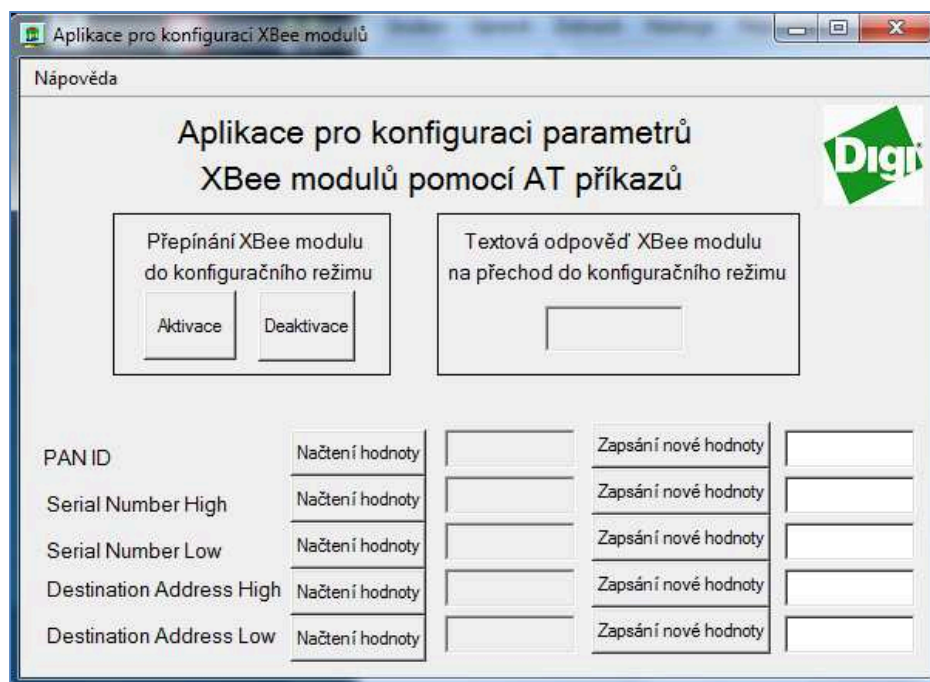 Aplikace pro konfiguraci XBee modulů
Nápověda
Aplikace pro konfiguraci parametrů
XBee modulů pomocí AT příkazů
Digi
Přepínání XBee modulu
do konfiguračního režimu
Aktivace
Deaktivace
Textová odpověď XBee modulu
na přechod do konfiguračního režimu
PAN ID
Načtení hodnoty
Zapsání nové hodnoty
Serial Number High
Načtení hodnoty
Zapsání nové hodnoty
Serial Number Low
Načtení hodnoty
Zapsání nové hodnoty
Destination Address High
Načtení hodnoty
Zapsání nové hodnoty
Destination Address Low
Načtení hodnoty
Zapsání nové hodnoty